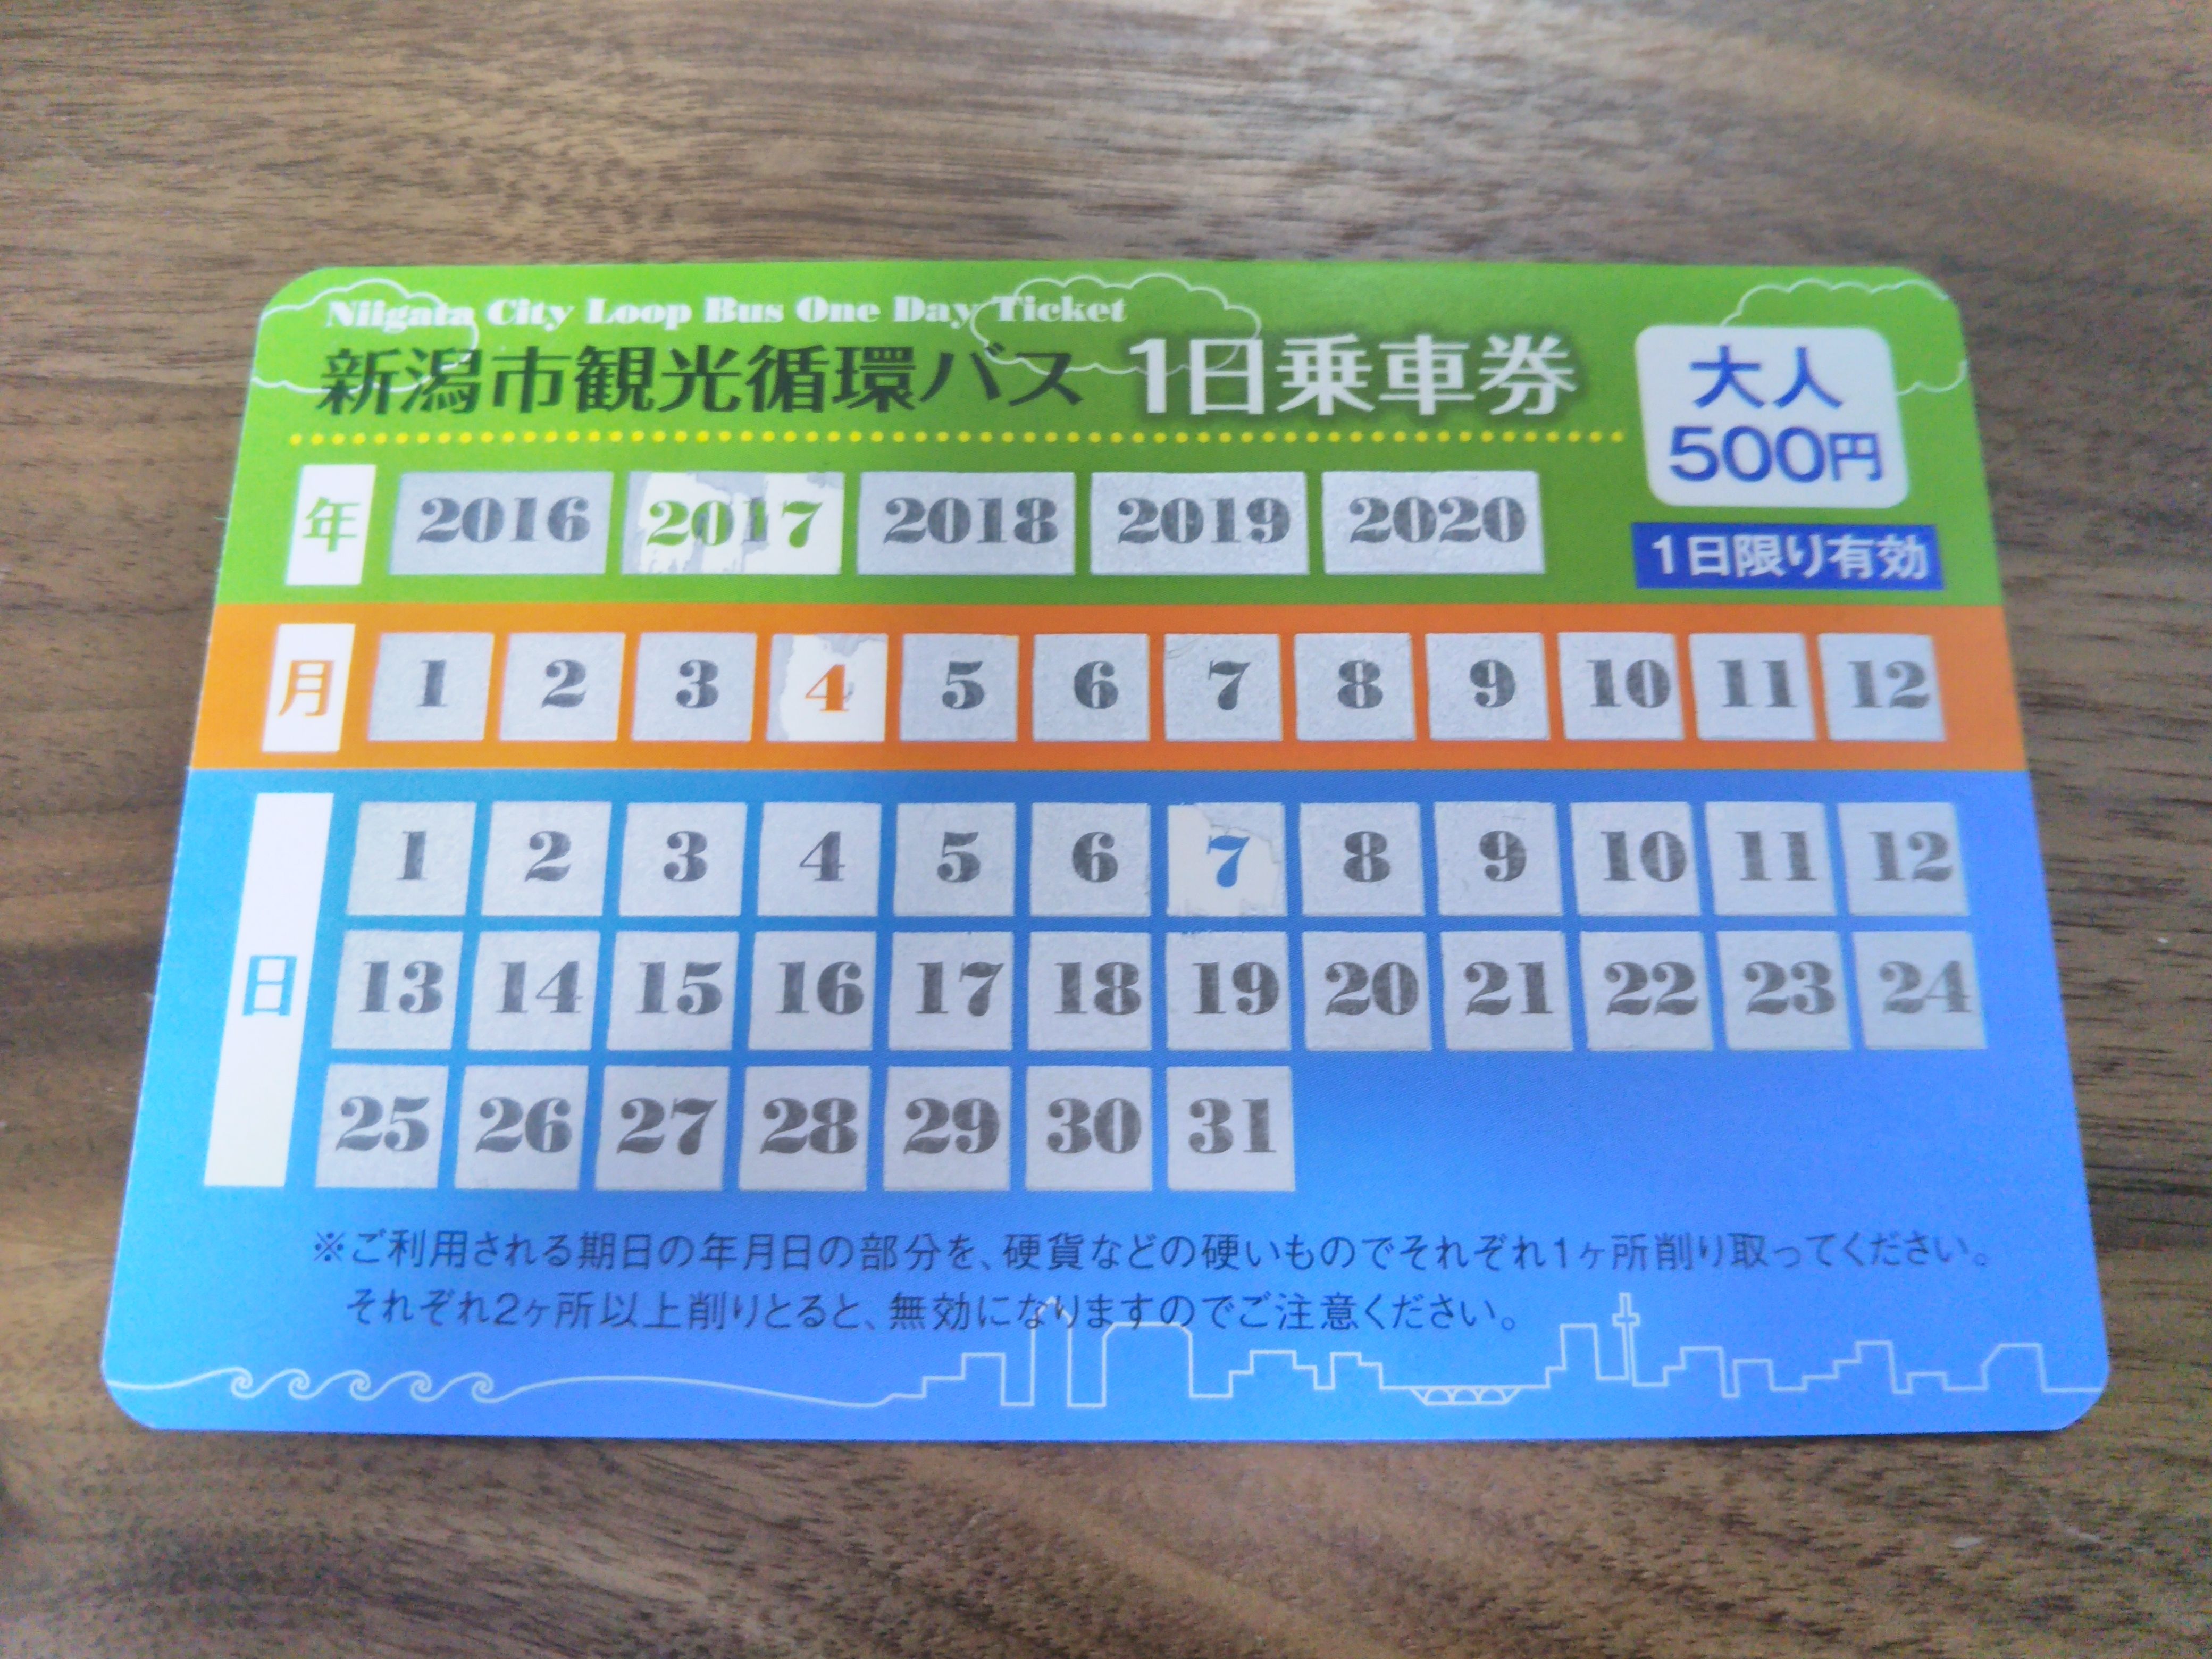 Niigata City Loop Bus One Day Ticket
新潟市観光循環バス 1日乗車券
大人
500円
1日限り有効
年 2016 2017 2018 2019 2020
月 1 2 3 4 5 6 7 8 9 10 11 12
日 1 2 3 4 5 6 7 8 9 10 11 12
13 14 15 16 17 18 19 20 21 22 23 24
25 26 27 28 29 30 31
※ご利用される期日の年月日の部分を、硬貨などの硬いものでそれぞれ1ヶ所削り取ってください。
それぞれ2ヶ所以上削りとると、無効になりますのでご注意ください。